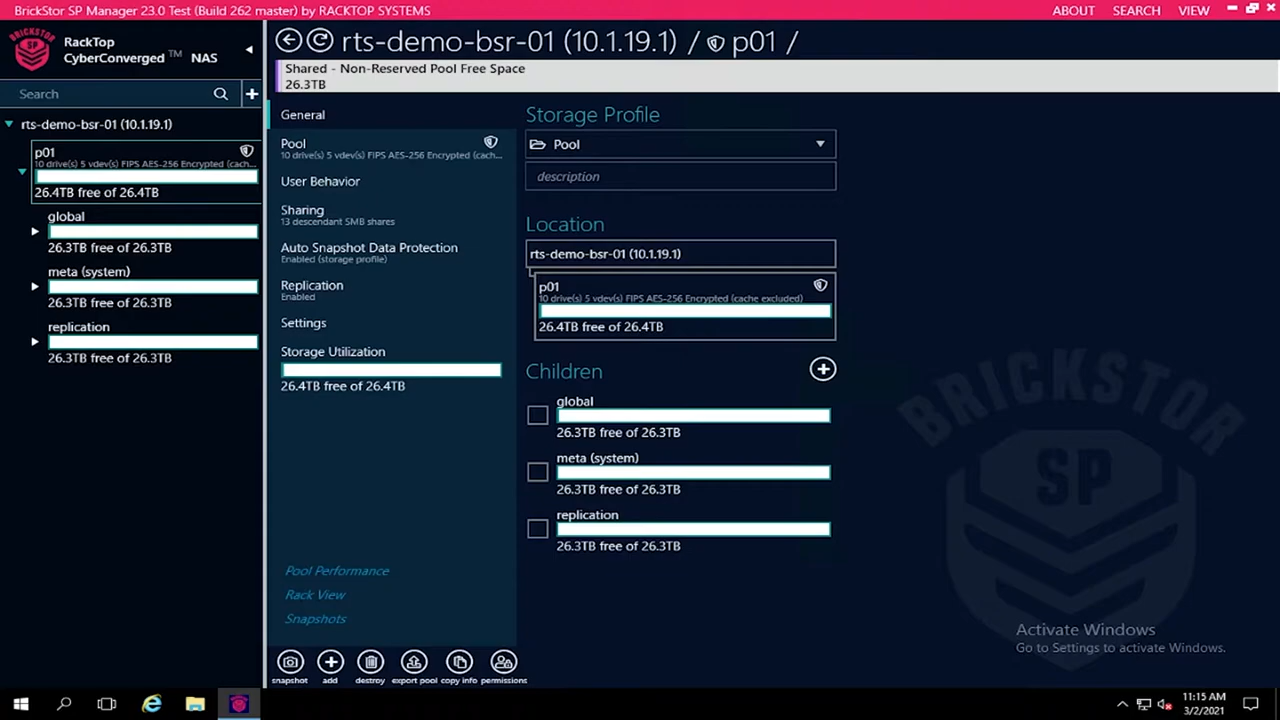 BrickStor SP Manager 23.0 Test (Build 262 master) by RACKTOP SYSTEMS
ABOUT
SEARCH
VIEW
SP
RackTop
CyberConverged™ NAS
Search
rts-demo-bsr-01 (10.1.19.1)
p01
10 drive(s) 5 vdev(s) FIPS AES-256 Encrypted (cach...
26.4TB free of 26.4TB
global
26.3TB free of 26.3TB
meta (system)
26.3TB free of 26.3TB
replication
26.3TB free of 26.3TB
rts-demo-bsr-01 (10.1.19.1) / p01 /
Shared - Non-Reserved Pool Free Space
26.3TB
General
Pool
10 drive(s) 5 vdev(s) FIPS AES-256 Encrypted (cach...
User Behavior
Sharing
13 descendant SMB shares
Auto Snapshot Data Protection
Enabled (storage profile)
Replication
Enabled
Settings
Storage Utilization
26.4TB free of 26.4TB
Pool Performance
Rack View
Snapshots
snapshot
add
destroy
export pool
copy info
permissions
Storage Profile
Pool
description
Location
rts-demo-bsr-01 (10.1.19.1)
p01
10 drive(s) 5 vdev(s) FIPS AES-256 Encrypted (cache excluded)
26.4TB free of 26.4TB
Children
global
26.3TB free of 26.3TB
meta (system)
26.3TB free of 26.3TB
replication
26.3TB free of 26.3TB
BRICKSTOR
SP
Activate Windows
Go to Settings to activate Windows.
11:15 AM
3/2/2021